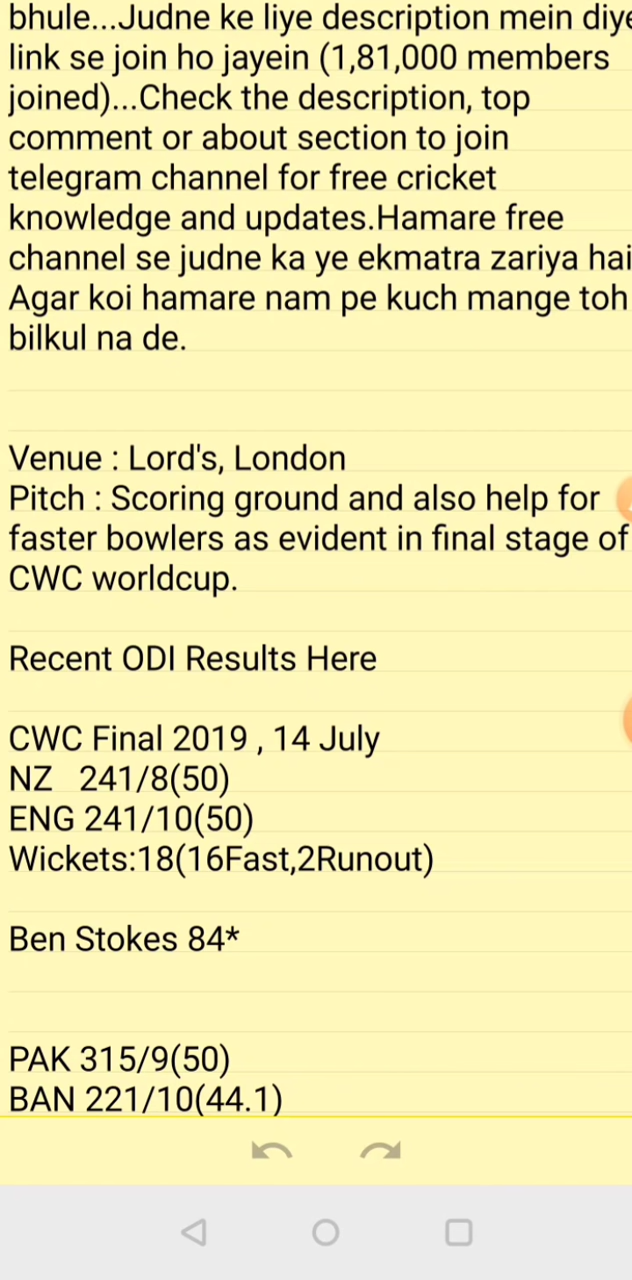 bhule...Judne ke liye description mein diye
link se join ho jayein (1,81,000 members
joined)...Check the description, top
comment or about section to join
telegram channel for free cricket
knowledge and updates.Hamare free
channel se judne ka ye ekmatra zariya hai
Agar koi hamare nam pe kuch mange toh
bilkul na de.
Venue : Lord's, London
Pitch : Scoring ground and also help for
faster bowlers as evident in final stage of
CWC worldcup.
Recent ODI Results Here
CWC Final 2019 , 14 July
NZ   241/8(50)
ENG 241/10(50)
Wickets:18(16Fast,2Runout)
Ben Stokes 84*
PAK 315/9(50)
BAN 221/10(44.1)